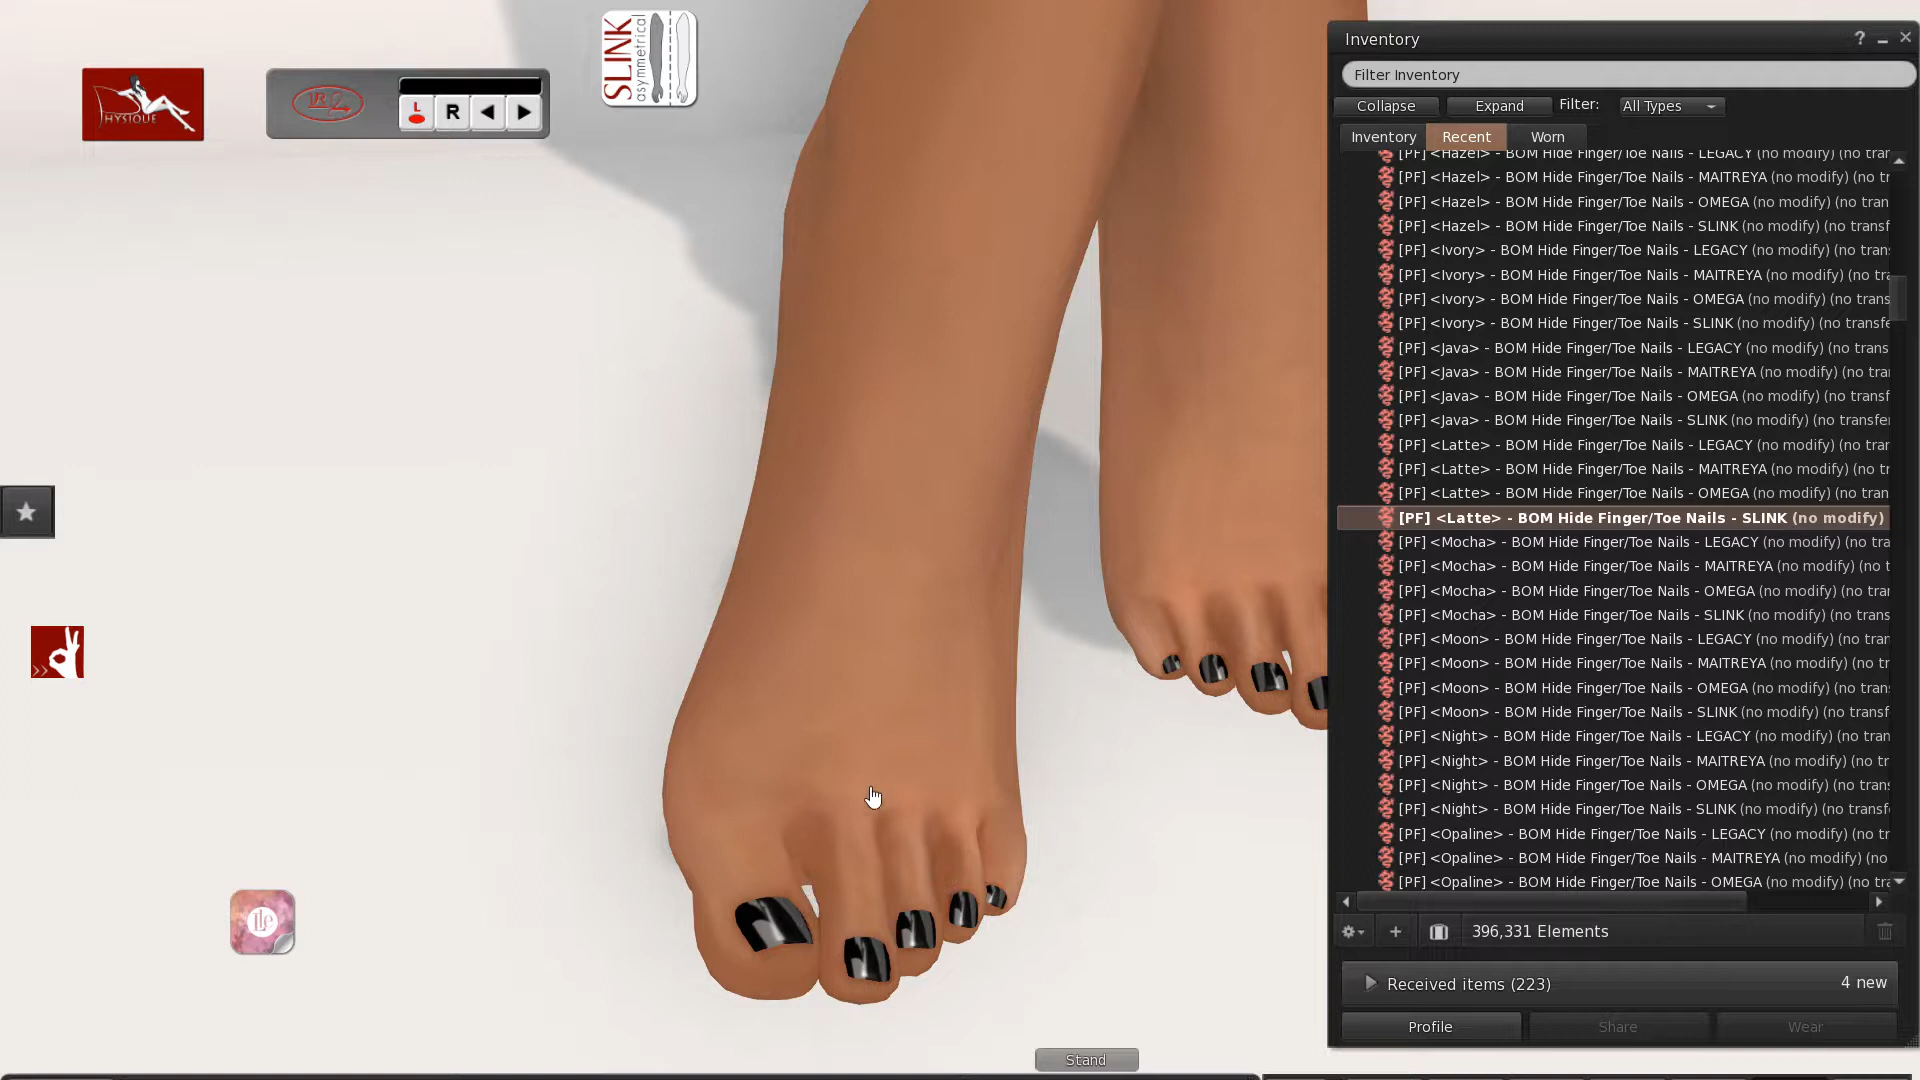 SLINK
asymmetrical
PHYSIQUE
L
R
Inventory
Filter Inventory
Collapse
Expand
Filter:
All Types
Inventory
Recent
Worn
[PF] <Hazel> - BOM Hide Finger/Toe Nails - LEGACY (no modify) (no trar
[PF] <Hazel> - BOM Hide Finger/Toe Nails - MAITREYA (no modify) (no tr
[PF] <Hazel> - BOM Hide Finger/Toe Nails - OMEGA (no modify) (no tran
[PF] <Hazel> - BOM Hide Finger/Toe Nails - SLINK (no modify) (no transf
[PF] <Ivory> - BOM Hide Finger/Toe Nails - LEGACY (no modify) (no tran
[PF] <Ivory> - BOM Hide Finger/Toe Nails - MAITREYA (no modify) (no tra
[PF] <Ivory> - BOM Hide Finger/Toe Nails - OMEGA (no modify) (no trans
[PF] <Ivory> - BOM Hide Finger/Toe Nails - SLINK (no modify) (no transfe
[PF] <Java> - BOM Hide Finger/Toe Nails - LEGACY (no modify) (no trans
[PF] <Java> - BOM Hide Finger/Toe Nails - MAITREYA (no modify) (no tra
[PF] <Java> - BOM Hide Finger/Toe Nails - OMEGA (no modify) (no transf
[PF] <Java> - BOM Hide Finger/Toe Nails - SLINK (no modify) (no transfer
[PF] <Latte> - BOM Hide Finger/Toe Nails - LEGACY (no modify) (no trar
[PF] <Latte> - BOM Hide Finger/Toe Nails - MAITREYA (no modify) (no tr
[PF] <Latte> - BOM Hide Finger/Toe Nails - OMEGA (no modify) (no tran
[PF] <Latte> - BOM Hide Finger/Toe Nails - SLINK (no modify)
[PF] <Mocha> - BOM Hide Finger/Toe Nails - LEGACY (no modify) (no tra
[PF] <Mocha> - BOM Hide Finger/Toe Nails - MAITREYA (no modify) (no t
[PF] <Mocha> - BOM Hide Finger/Toe Nails - OMEGA (no modify) (no tra
[PF] <Mocha> - BOM Hide Finger/Toe Nails - SLINK (no modify) (no trans
[PF] <Moon> - BOM Hide Finger/Toe Nails - LEGACY (no modify) (no tran
[PF] <Moon> - BOM Hide Finger/Toe Nails - MAITREYA (no modify) (no tra
[PF] <Moon> - BOM Hide Finger/Toe Nails - OMEGA (no modify) (no tran
[PF] <Moon> - BOM Hide Finger/Toe Nails - SLINK (no modify) (no transf
[PF] <Night> - BOM Hide Finger/Toe Nails - LEGACY (no modify) (no tran
[PF] <Night> - BOM Hide Finger/Toe Nails - MAITREYA (no modify) (no tr
[PF] <Night> - BOM Hide Finger/Toe Nails - OMEGA (no modify) (no tran
[PF] <Night> - BOM Hide Finger/Toe Nails - SLINK (no modify) (no transf
[PF] <Opaline> - BOM Hide Finger/Toe Nails - LEGACY (no modify) (no tr
[PF] <Opaline> - BOM Hide Finger/Toe Nails - MAITREYA (no modify) (no
[PF] <Opaline> - BOM Hide Finger/Toe Nails - OMEGA (no modify) (no tra
396,331 Elements
Received items (223)
4 new
Profile
Share
Wear
Stand